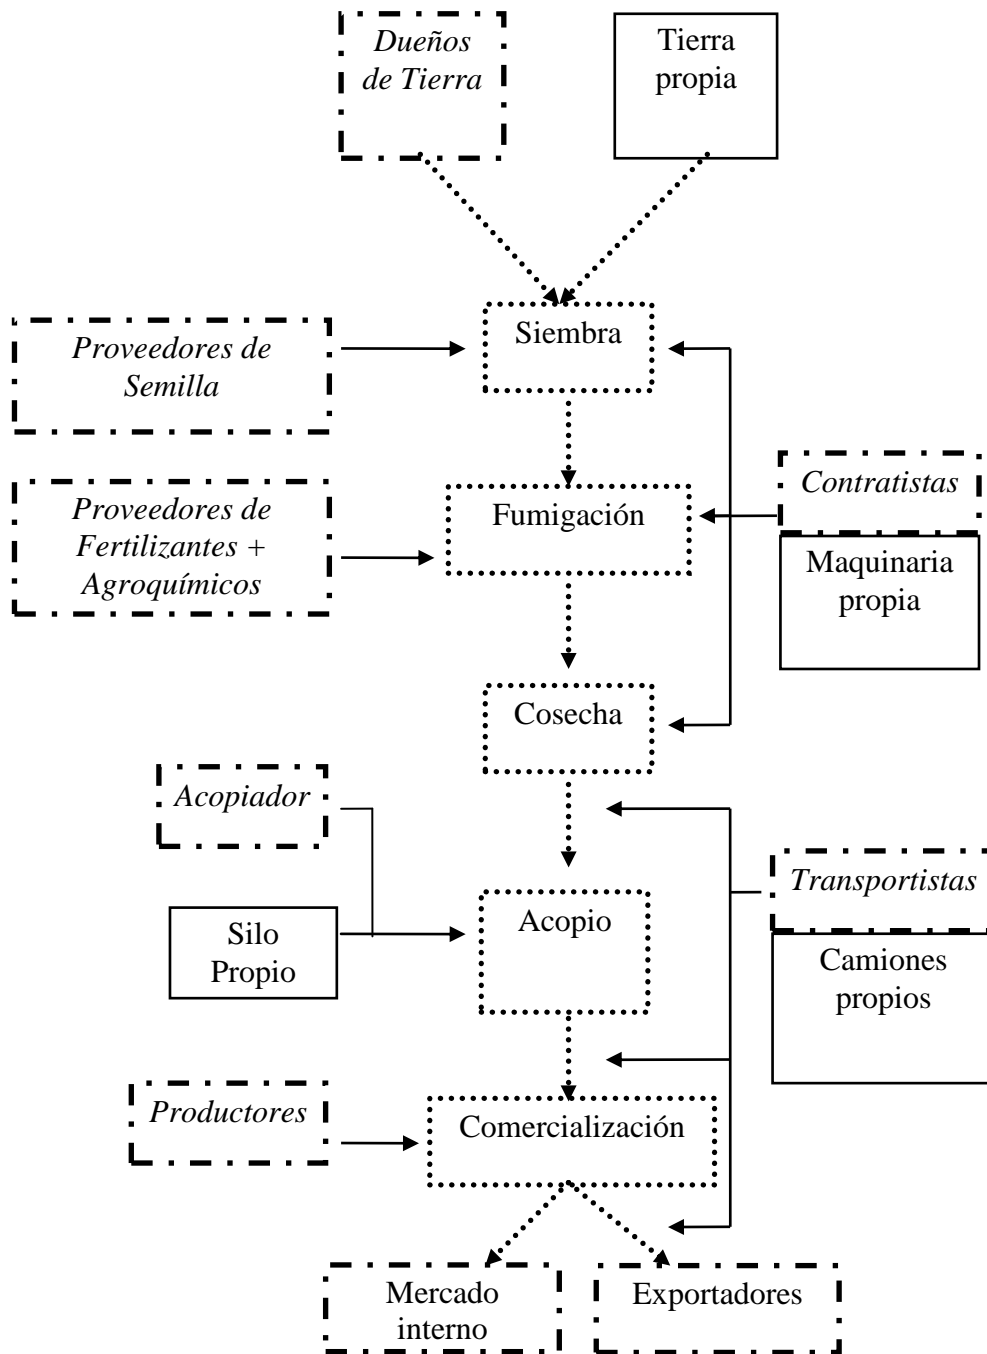 Dueños
de Tierra
Tierra
propia
Siembra
Proveedores de
Semilla
Contratistas
Fumigación
Proveedores de
Fertilizantes +
Agroquímicos
Maquinaria
propia
Cosecha
Acopiador
Transportistas
Silo
Propio
Acopio
Camiones
propios
Productores
Comercialización
Mercado
interno
Exportadores